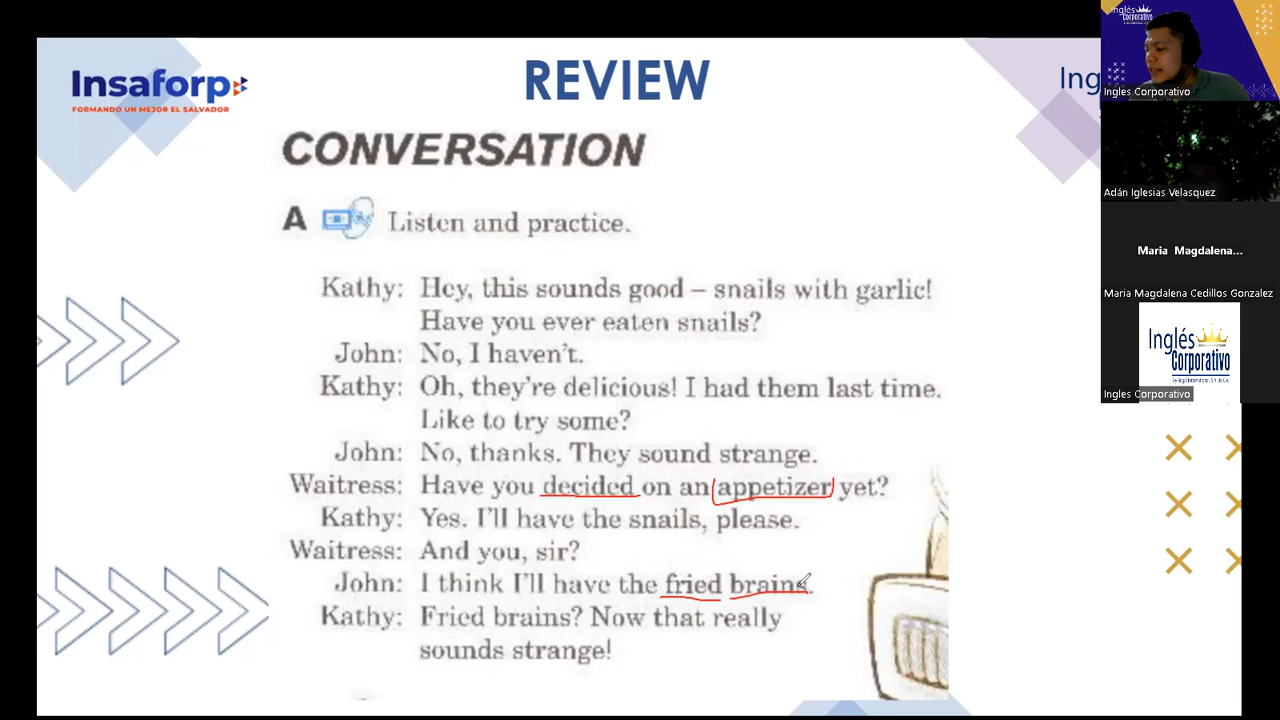 Insaforp
FORMANDO UN MEJOR EL SALVADOR
REVIEW
Ing
CONVERSATION
A Listen and practice.
Kathy: Hey, this sounds good – snails with garlic!
Have you ever eaten snails?
John: No, I haven't.
Kathy: Oh, they're delicious! I had them last time.
Like to try some?
John: No, thanks. They sound strange.
Waitress: Have you decided on an appetizer yet?
Kathy: Yes. I'll have the snails, please.
Waitress: And you, sir?
John: I think I'll have the fried brains.
Kathy: Fried brains? Now that really
sounds strange!
Inglés
Corporativo
Ingles Corporativo
Adán Iglesias Velasquez
Maria Magdalena...
Maria Magdalena Cedillos Gonzalez
Inglés
Corporativo
Ingles Corporativo